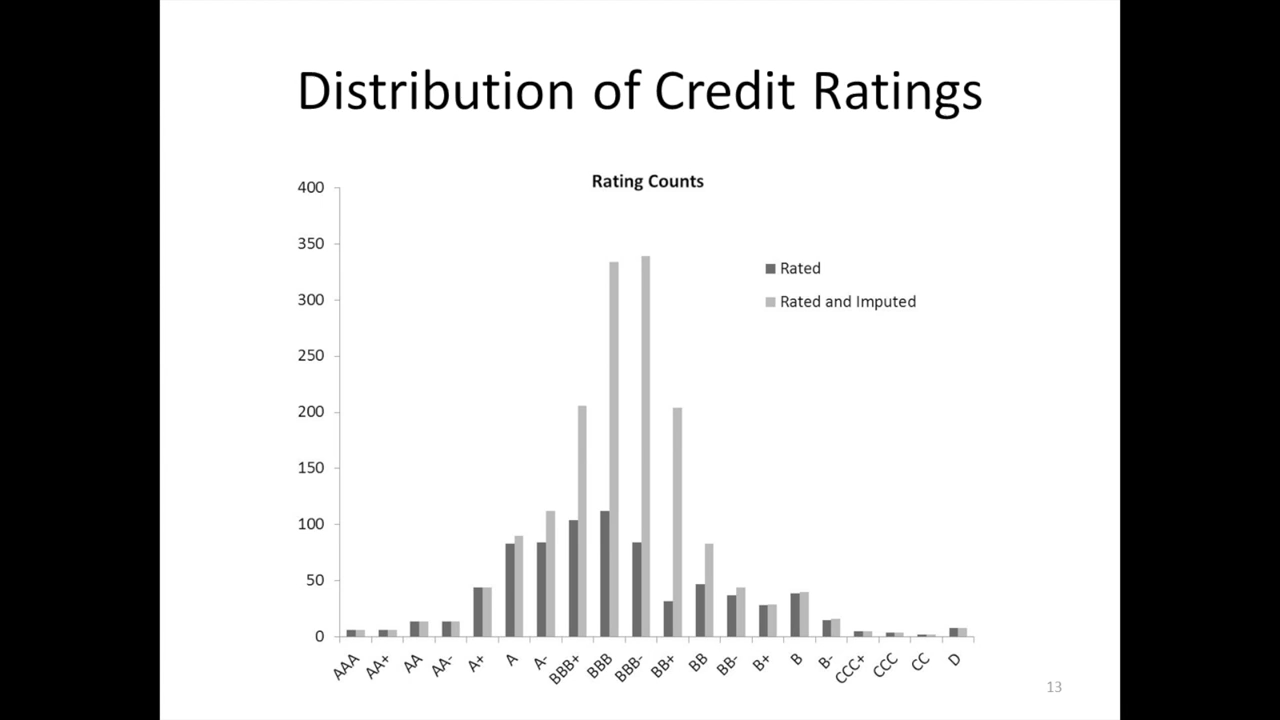 Distribution of Credit Ratings
Rating Counts
400
350
300
250
200
150
100
50
0
Rated
Rated and Imputed
AAA AA+ AA AA- A+ A A- BBB+ BBB BBB- BB+ BB BB- B+ B B- CCC+ CCC CC D
13